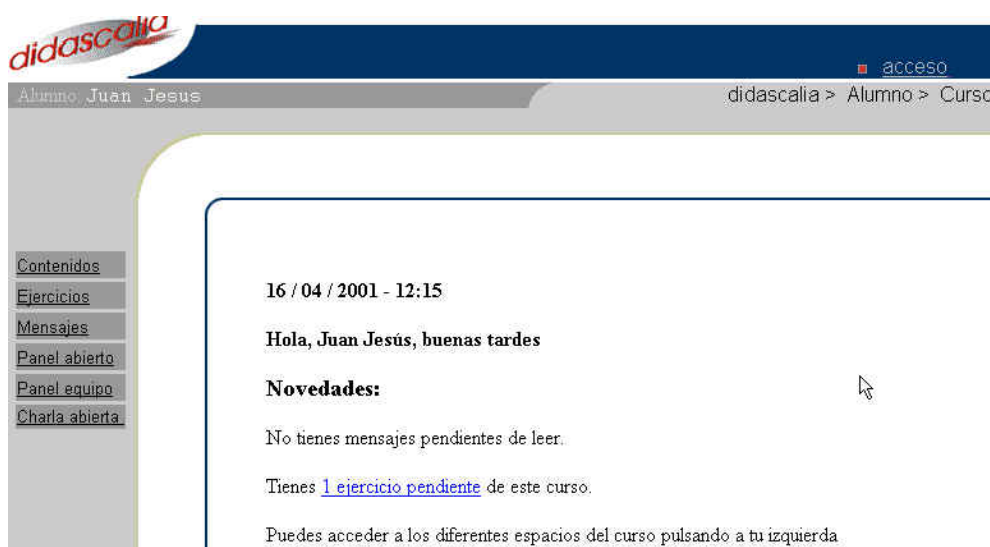 didascalia
acceso
Alumno: Juan Jesus
didascalia > Alumno > Curso
Contenidos
Ejercicios
Mensajes
Panel abierto
Panel equipo
Charla abierta
16 / 04 / 2001 - 12:15
Hola, Juan Jesús, buenas tardes
Novedades:
No tienes mensajes pendientes de leer.
Tienes 1 ejercicio pendiente de este curso.
Puedes acceder a los diferentes espacios del curso pulsando a tu izquierda